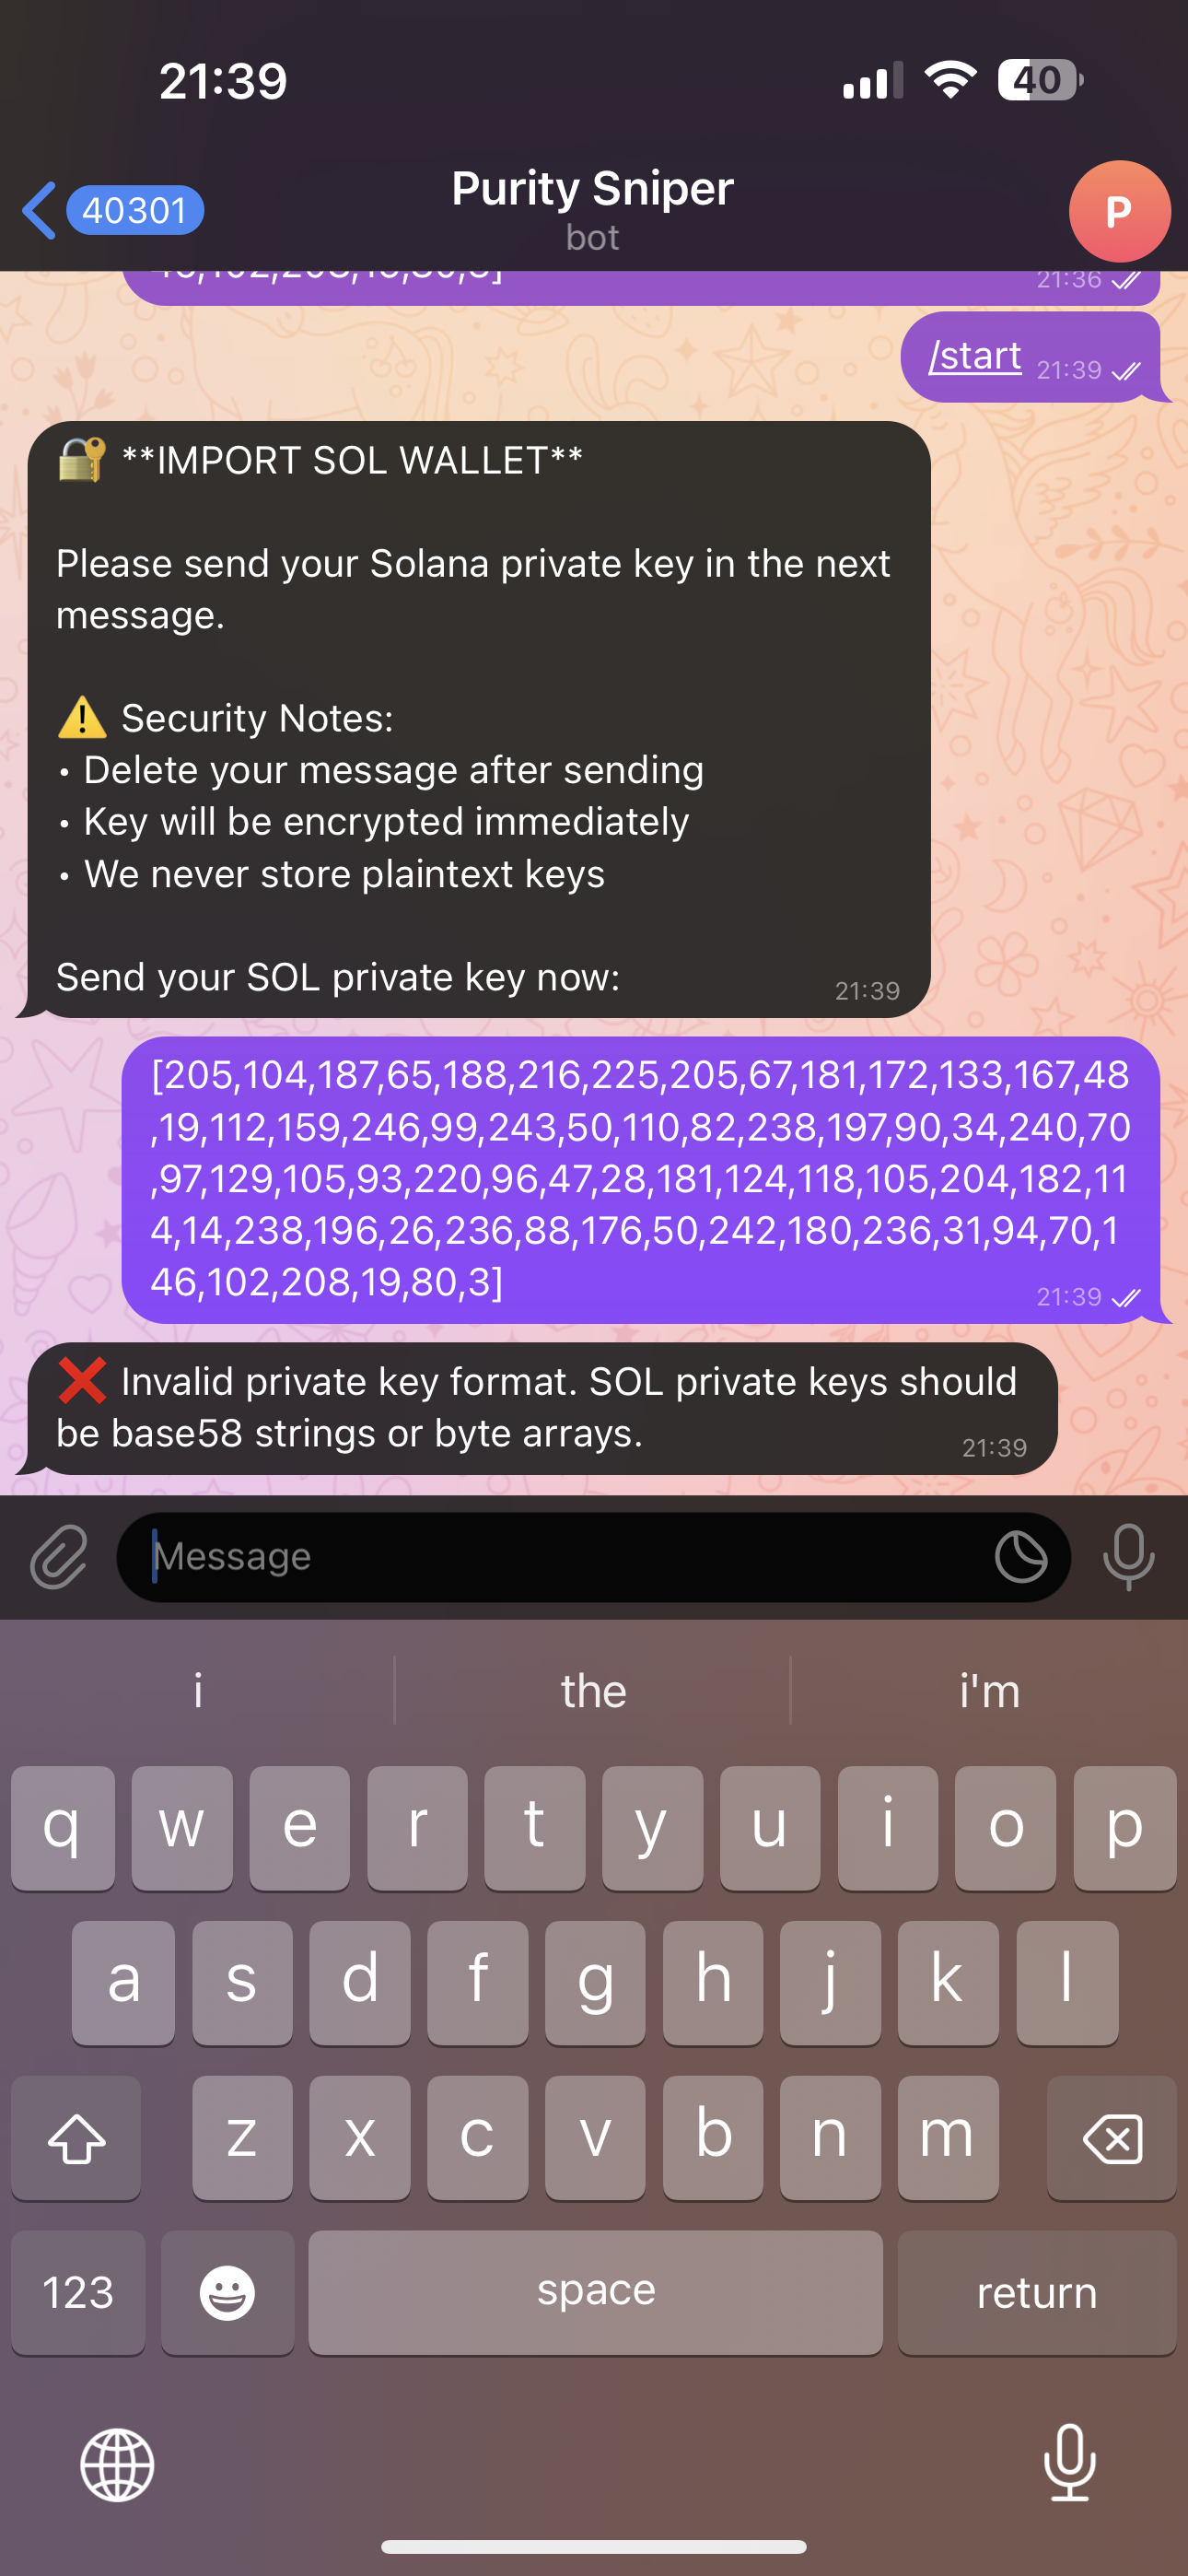 21:39
40
40301
Purity Sniper
bot
P
21:36
/start 21:39
**IMPORT SOL WALLET**
Please send your Solana private key in the next
message.
Security Notes:
• Delete your message after sending
• Key will be encrypted immediately
• We never store plaintext keys
Send your SOL private key now:
21:39
[205,104,187,65,188,216,225,205,67,181,172,133,167,48
,19,112,159,246,99,243,50,110,82,238,197,90,34,240,70
,97,129,105,93,220,96,47,28,181,124,118,105,204,182,11
4,14,238,196,26,236,88,176,50,242,180,236,31,94,70,1
46,102,208,19,80,3]
21:39
Invalid private key format. SOL private keys should
be base58 strings or byte arrays.
21:39
Message
i the i'm
q w e r t y u i o p
a s d f g h j k l
z x c v b n m
123 space return